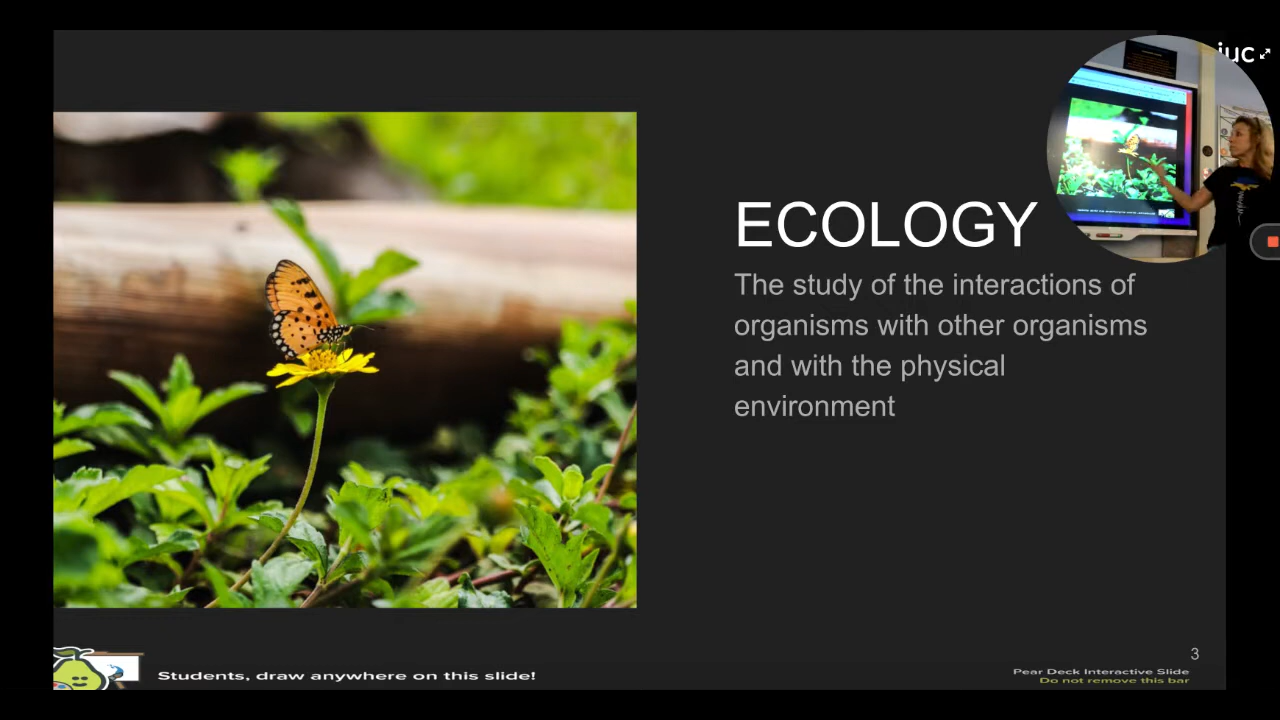 iuc
ECOLOGY
The study of the interactions of
organisms with other organisms
and with the physical
environment
3
Students, draw anywhere on this slide!
Pear Deck Interactive Slide
Do not remove this bar